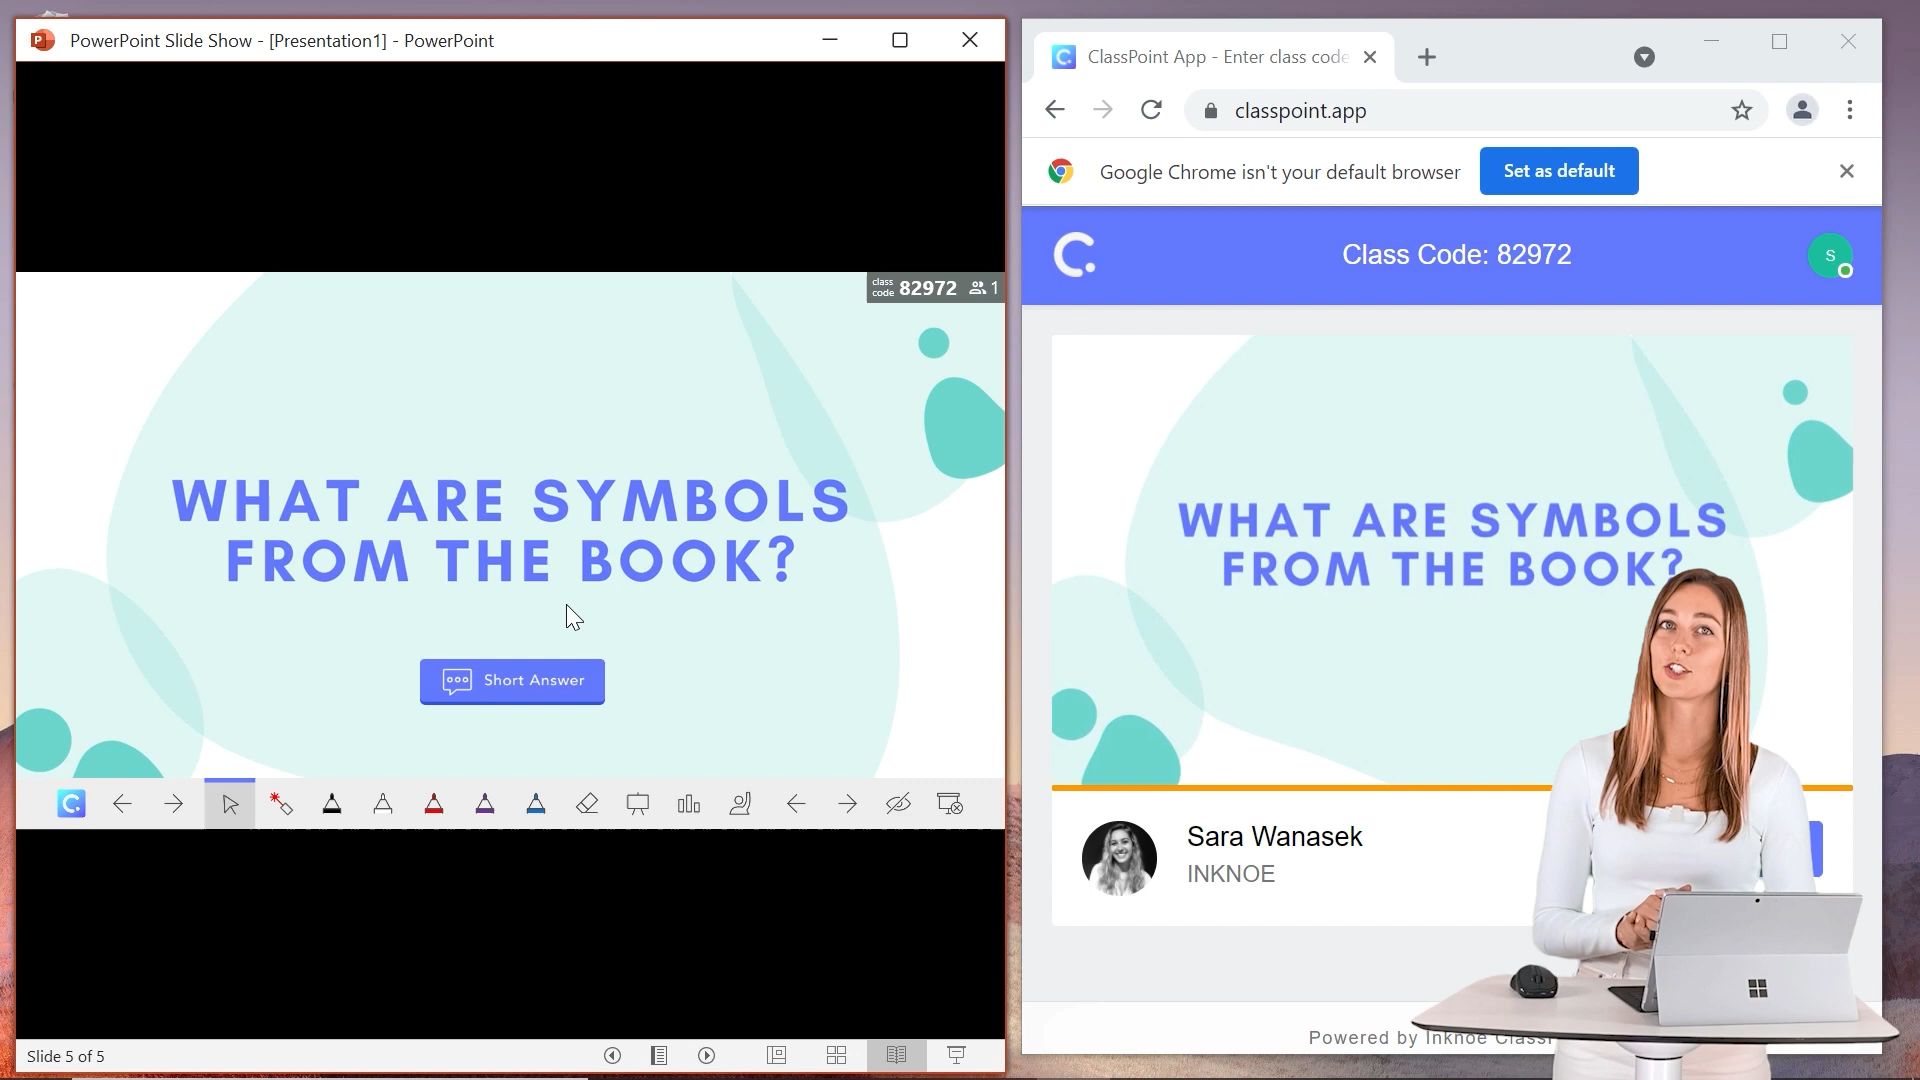 PowerPoint Slide Show - [Presentation1] - PowerPoint
class code 82972 1
WHAT ARE SYMBOLS
FROM THE BOOK?
Short Answer
Slide 5 of 5
ClassPoint App - Enter class code
classpoint.app
Google Chrome isn't your default browser
Set as default
Class Code: 82972
S
WHAT ARE SYMBOLS
FROM THE BOOK?
Sara Wanasek
INKNOE
Powered by Inknoe